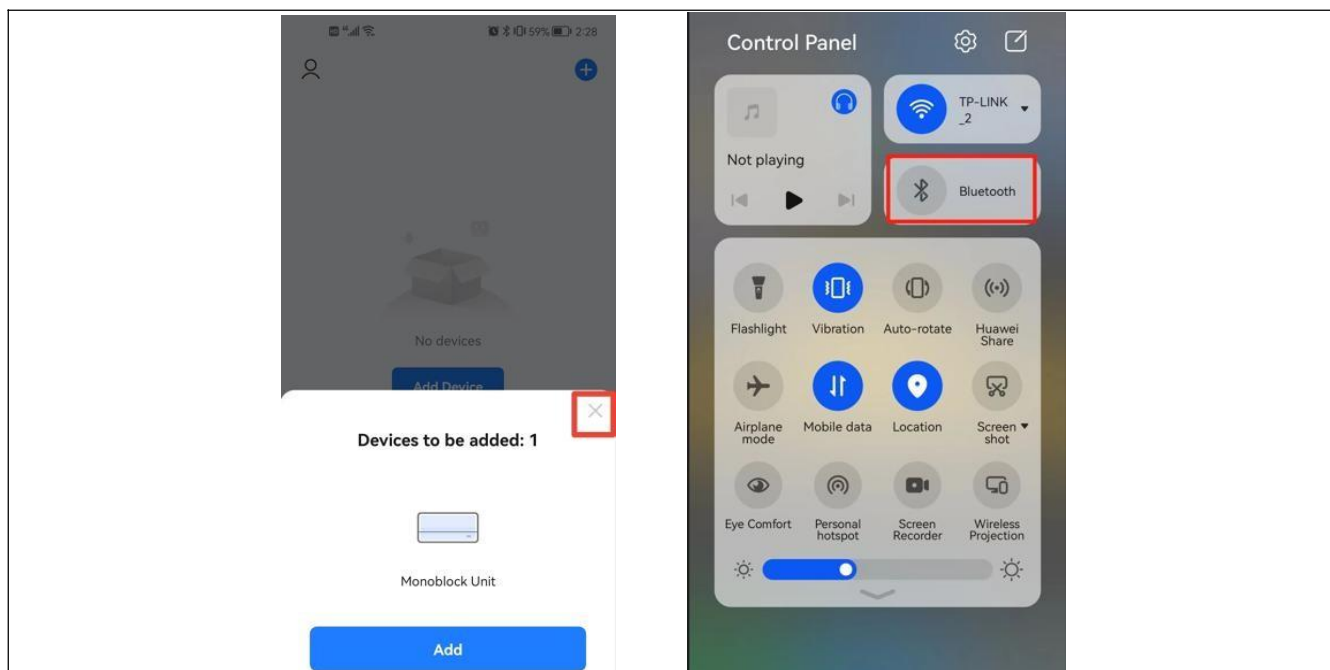 59% 2:28
No devices
Add Device
Devices to be added: 1
Monoblock Unit
Add
Control Panel
TP-LINK
_2
Not playing
Bluetooth
Flashlight
Vibration
Auto-rotate
Huawei
Share
Airplane
mode
Mobile data
Location
Screen
shot
Eye Comfort
Personal
hotspot
Screen
Recorder
Wireless
Projection